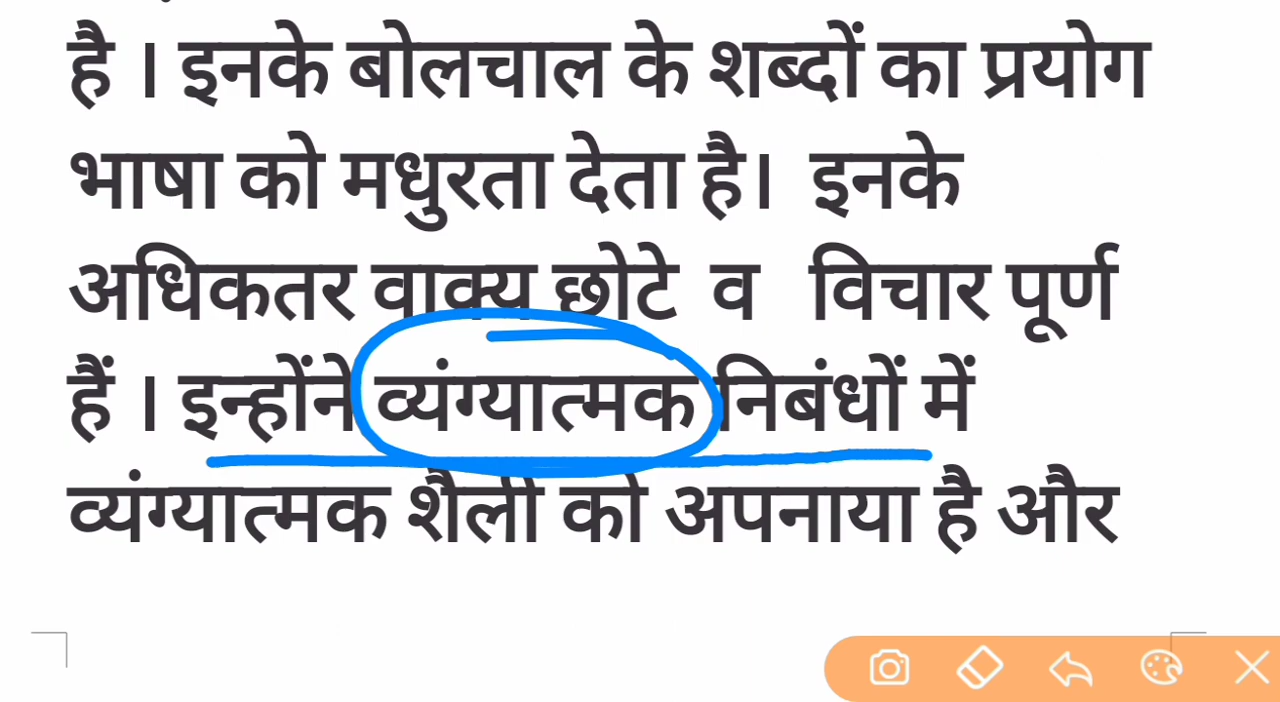 है । इनके बोलचाल के शब्दों का प्रयोग
भाषा को मधुरता देता है। इनके
अधिकतर वाक्य छोटे व विचार पूर्ण
हैं । इन्होंने व्यंग्यात्मक निबंधों में
व्यंग्यात्मक शैली को अपनाया है और